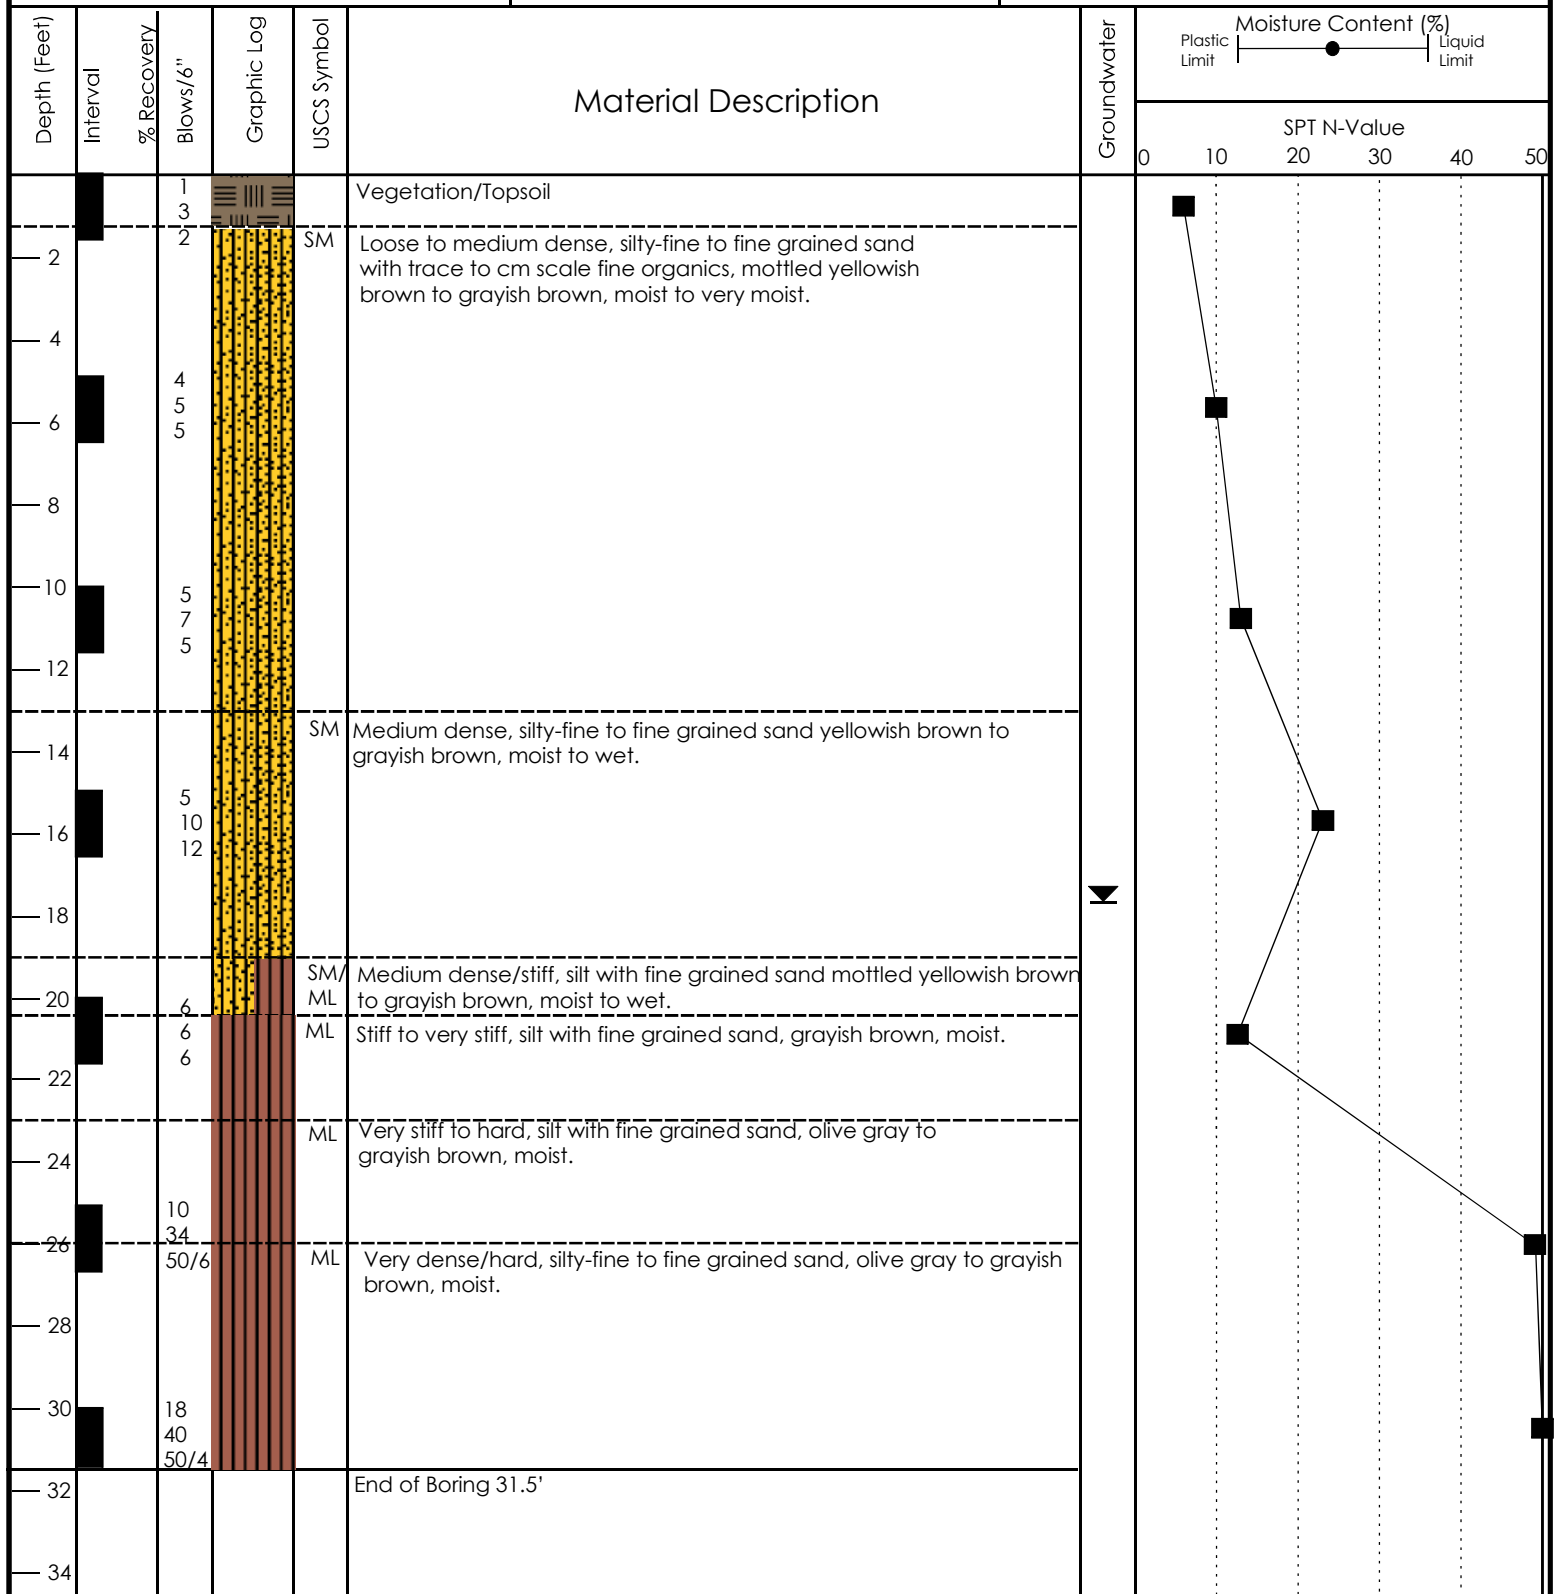 Depth (Feet)
Interval
% Recovery
Blows/6"
Graphic Log
USCS Symbol
Material Description
Groundwater
Moisture Content (%)
Plastic
Limit
Liquid
Limit
SPT N-Value
0 10 20 30 40 50
1
3
2
Vegetation/Topsoil
SM
Loose to medium dense, silty-fine to fine grained sand
with trace to cm scale fine organics, mottled yellowish
brown to grayish brown, moist to very moist.
2
4
4
5
5
6
8
10
5
7
5
12
SM
Medium dense, silty-fine to fine grained sand yellowish brown to
grayish brown, moist to wet.
14
5
10
12
16
18
SM/
ML
Medium dense/stiff, silt with fine grained sand mottled yellowish brown
to grayish brown, moist to wet.
20
6
6
6
ML
Stiff to very stiff, silt with fine grained sand, grayish brown, moist.
22
ML
Very stiff to hard, silt with fine grained sand, olive gray to
grayish brown, moist.
24
10
34
50/6
26
ML
Very dense/hard, silty-fine to fine grained sand, olive gray to grayish
brown, moist.
28
30
18
40
50/4
End of Boring 31.5'
32
34